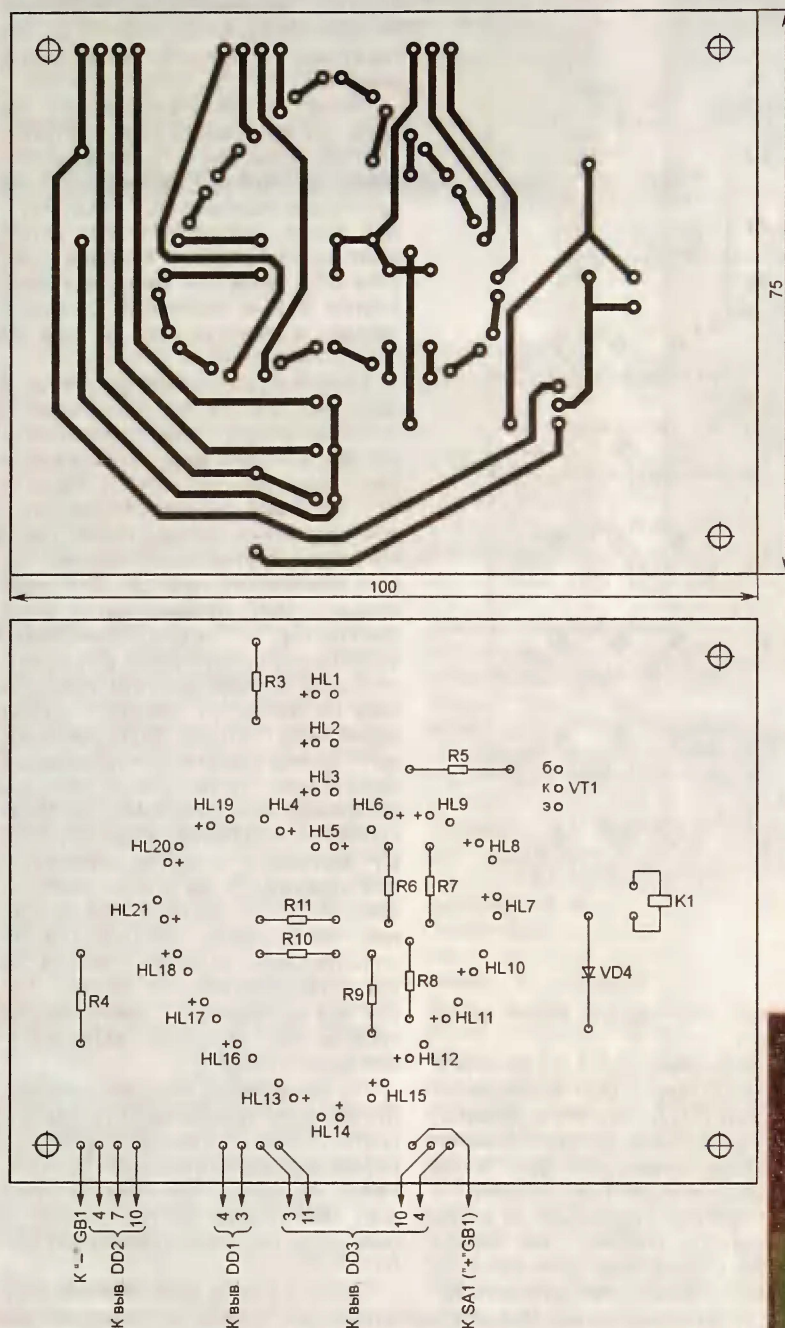 75
100
R3
HL1
+
HL2
+
HL3
+
R5
б
к VT1
э
HL19
HL4
HL6
+
+ HL9
+
+
HL5
+
+ HL8
HL20
+
R6
R7
K1
HL21
+
R11
+
HL7
R10
+
HL18
+
HL10
VD4
R4
R9
R8
+
HL17
+ HL11
+
HL16
+ HL12
HL13 +
+
HL15
HL14 +
К "–" GB1
4
7
10
К выв. DD2
4
3
К выв. DD1
3
11
10
4
К выв. DD3
К SA1 ("+"GB1)